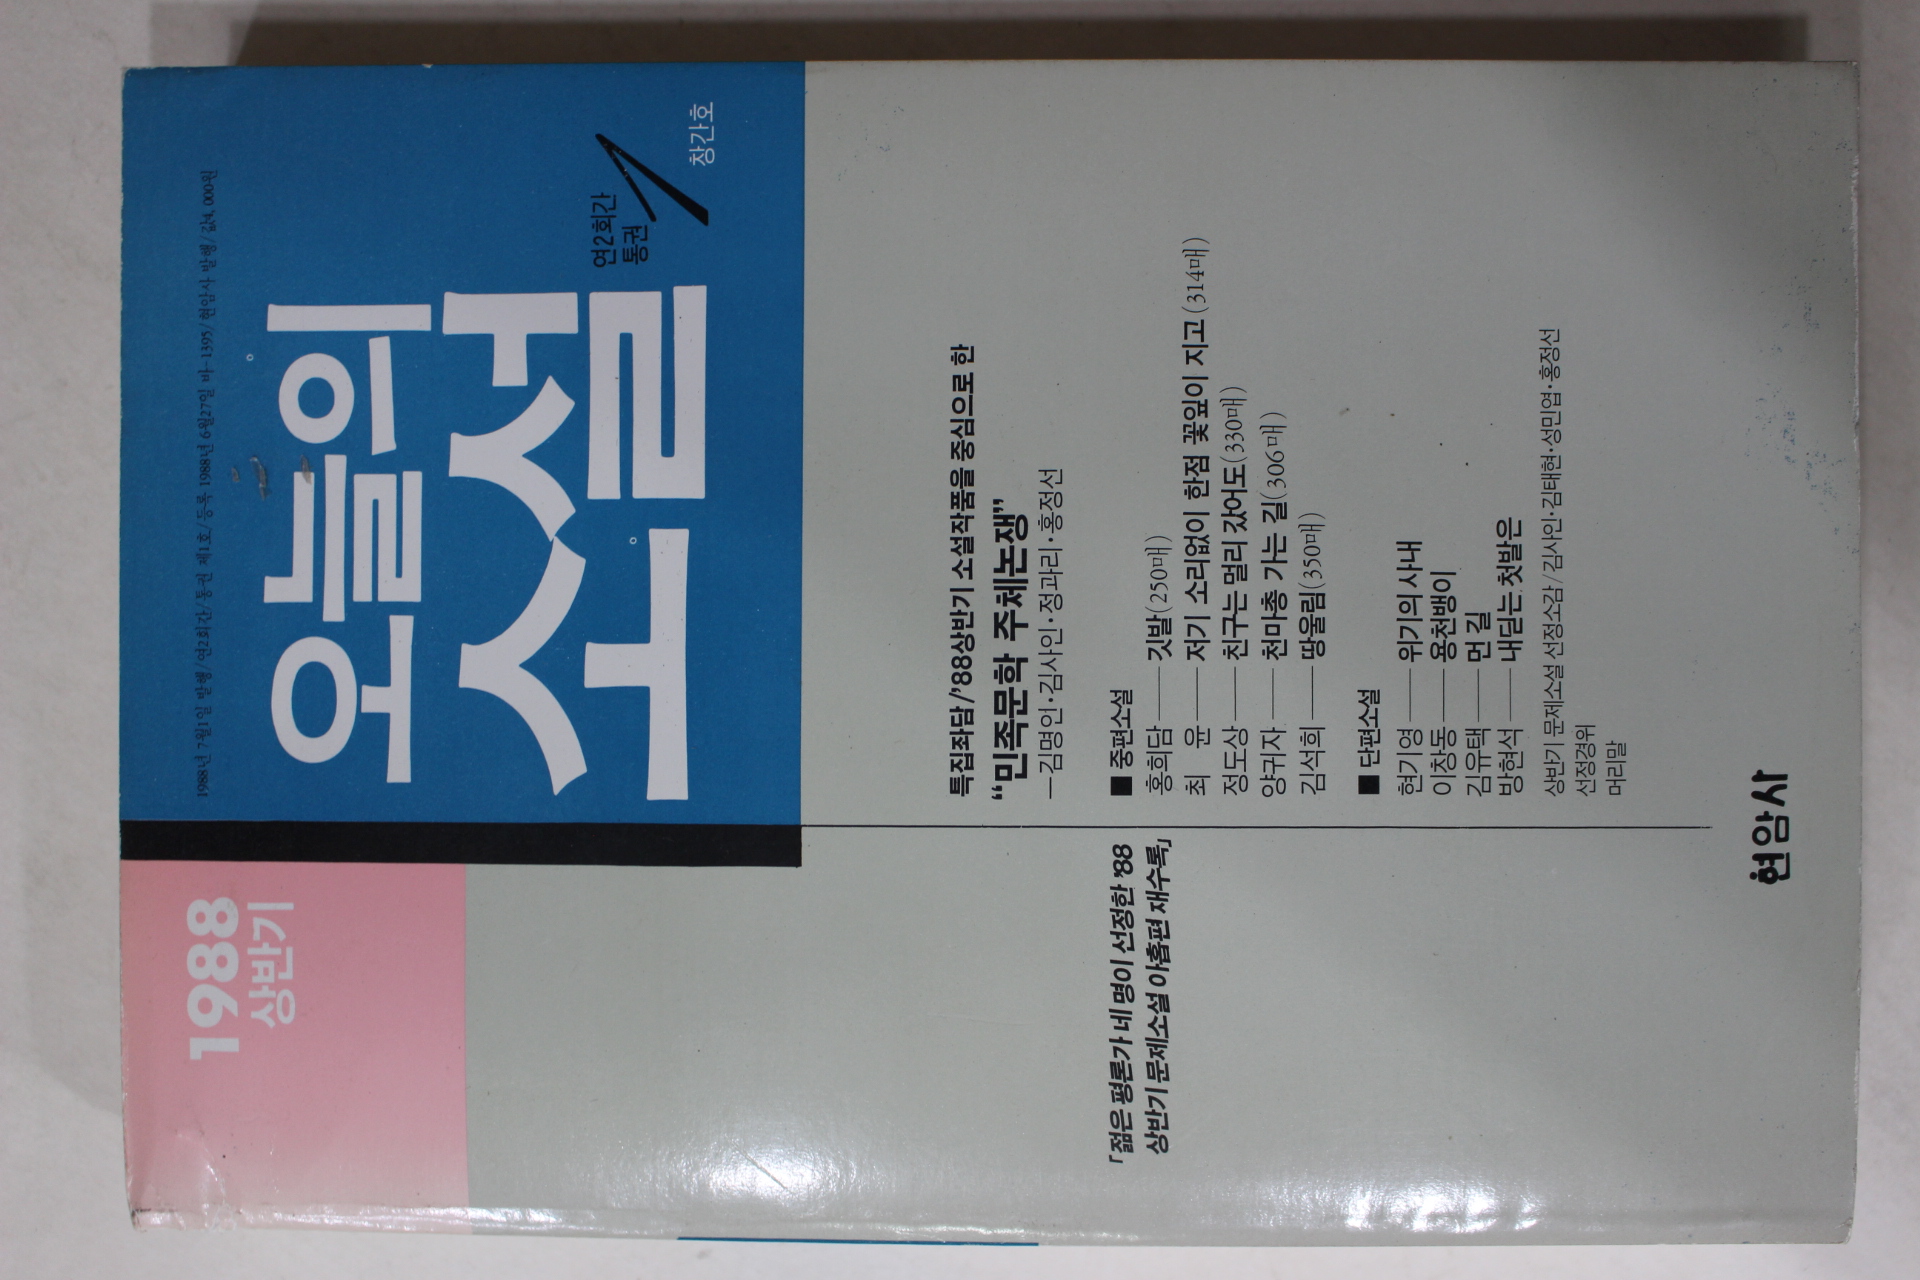 1988년 7월1일 발행/연2회간/통권 제1호/등록 1988년 6월27일 바-1395/현암사 발행/값4,000원
1988
상반기
오늘의
소설
연2회간
통권 1
창간호
특집좌담/'88상반기 소설작품을 중심으로 한
“민족문학 주체논쟁”
—김명언·김사인·정과리·홍정선
「젊은 평론가 네 명이 선정한 '88
상반기 문제소설 아홉편 재수록」
■ 중편소설
홍희담 — 깃발(250매)
최 윤 — 저기 소리없이 한점 꽃잎이 지고(314매)
정도상 — 친구는 멀리 갔어도(330매)
양귀자 — 천마총 가는 길(306매)
김석희 — 땅울림(350매)
■ 단편소설
현기영 — 위기의 사내
이창동 — 용천뱅이
김유택 — 먼 길
방현석 — 내딛는 첫발은
상반기 문제소설 선정소감/김사인·김태현·성민엽·홍정선
선정경위
머리말
현암사